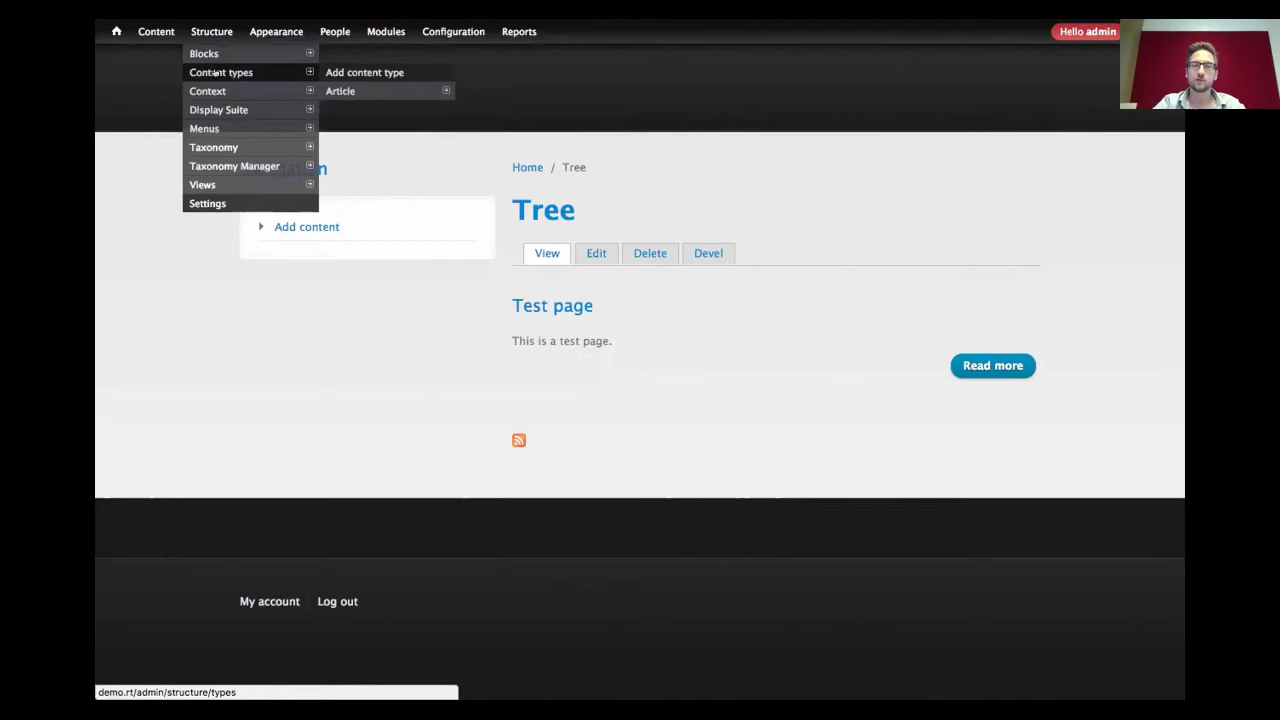 Content Structure Appearance People Modules Configuration Reports Hello admin
Blocks
Content types Add content type
Context Article
Display Suite
Menus
Taxonomy
Taxonomy Manager
Views
Settings
Add content
Home / Tree
Tree
View Edit Delete Devel
Test page
This is a test page.
Read more
My account Log out
demo.rt/admin/structure/types